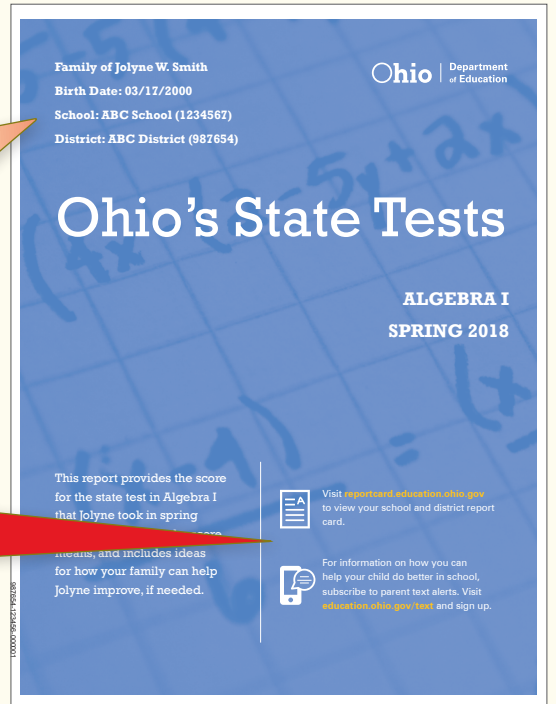 Family of Jolyne W. Smith
Birth Date: 03/17/2000
School: ABC School (1234567)
District: ABC District (987654)
Ohio | Department of Education
Ohio's State Tests
ALGEBRA I
SPRING 2018
This report provides the score
for the state test in Algebra I
that Jolyne took in spring
means, and includes ideas
for how your family can help
Jolyne improve, if needed.
Visit reportcard.education.ohio.gov
to view your school and district report
card.
For information on how you can
help your child do better in school,
subscribe to parent text alerts. Visit
education.ohio.gov/text and sign up.